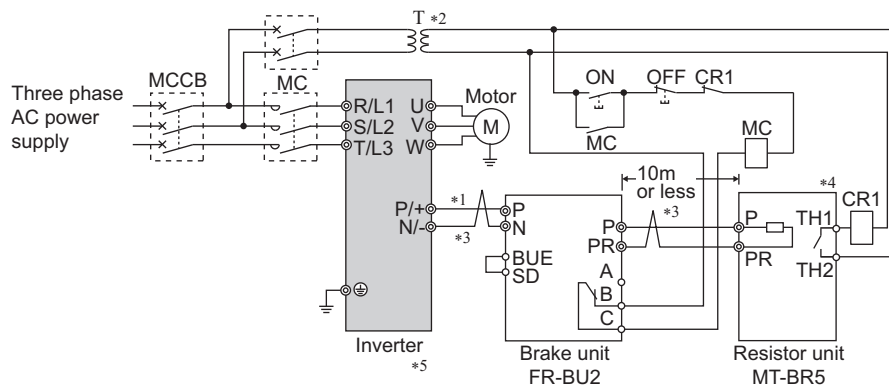 T *2
MCCB
MC
ON
OFF
CR1
Three phase
AC power
supply
R/L1
S/L2
T/L3
U
V
W
Motor
M
MC
MC
10m
or less
*4
CR1
P/+
N/-
*1
*3
P
N
BUE
SD
P
PR
A
B
C
*3
P
PR
TH1
TH2
Inverter
*5
Brake unit
FR-BU2
Resistor unit
MT-BR5